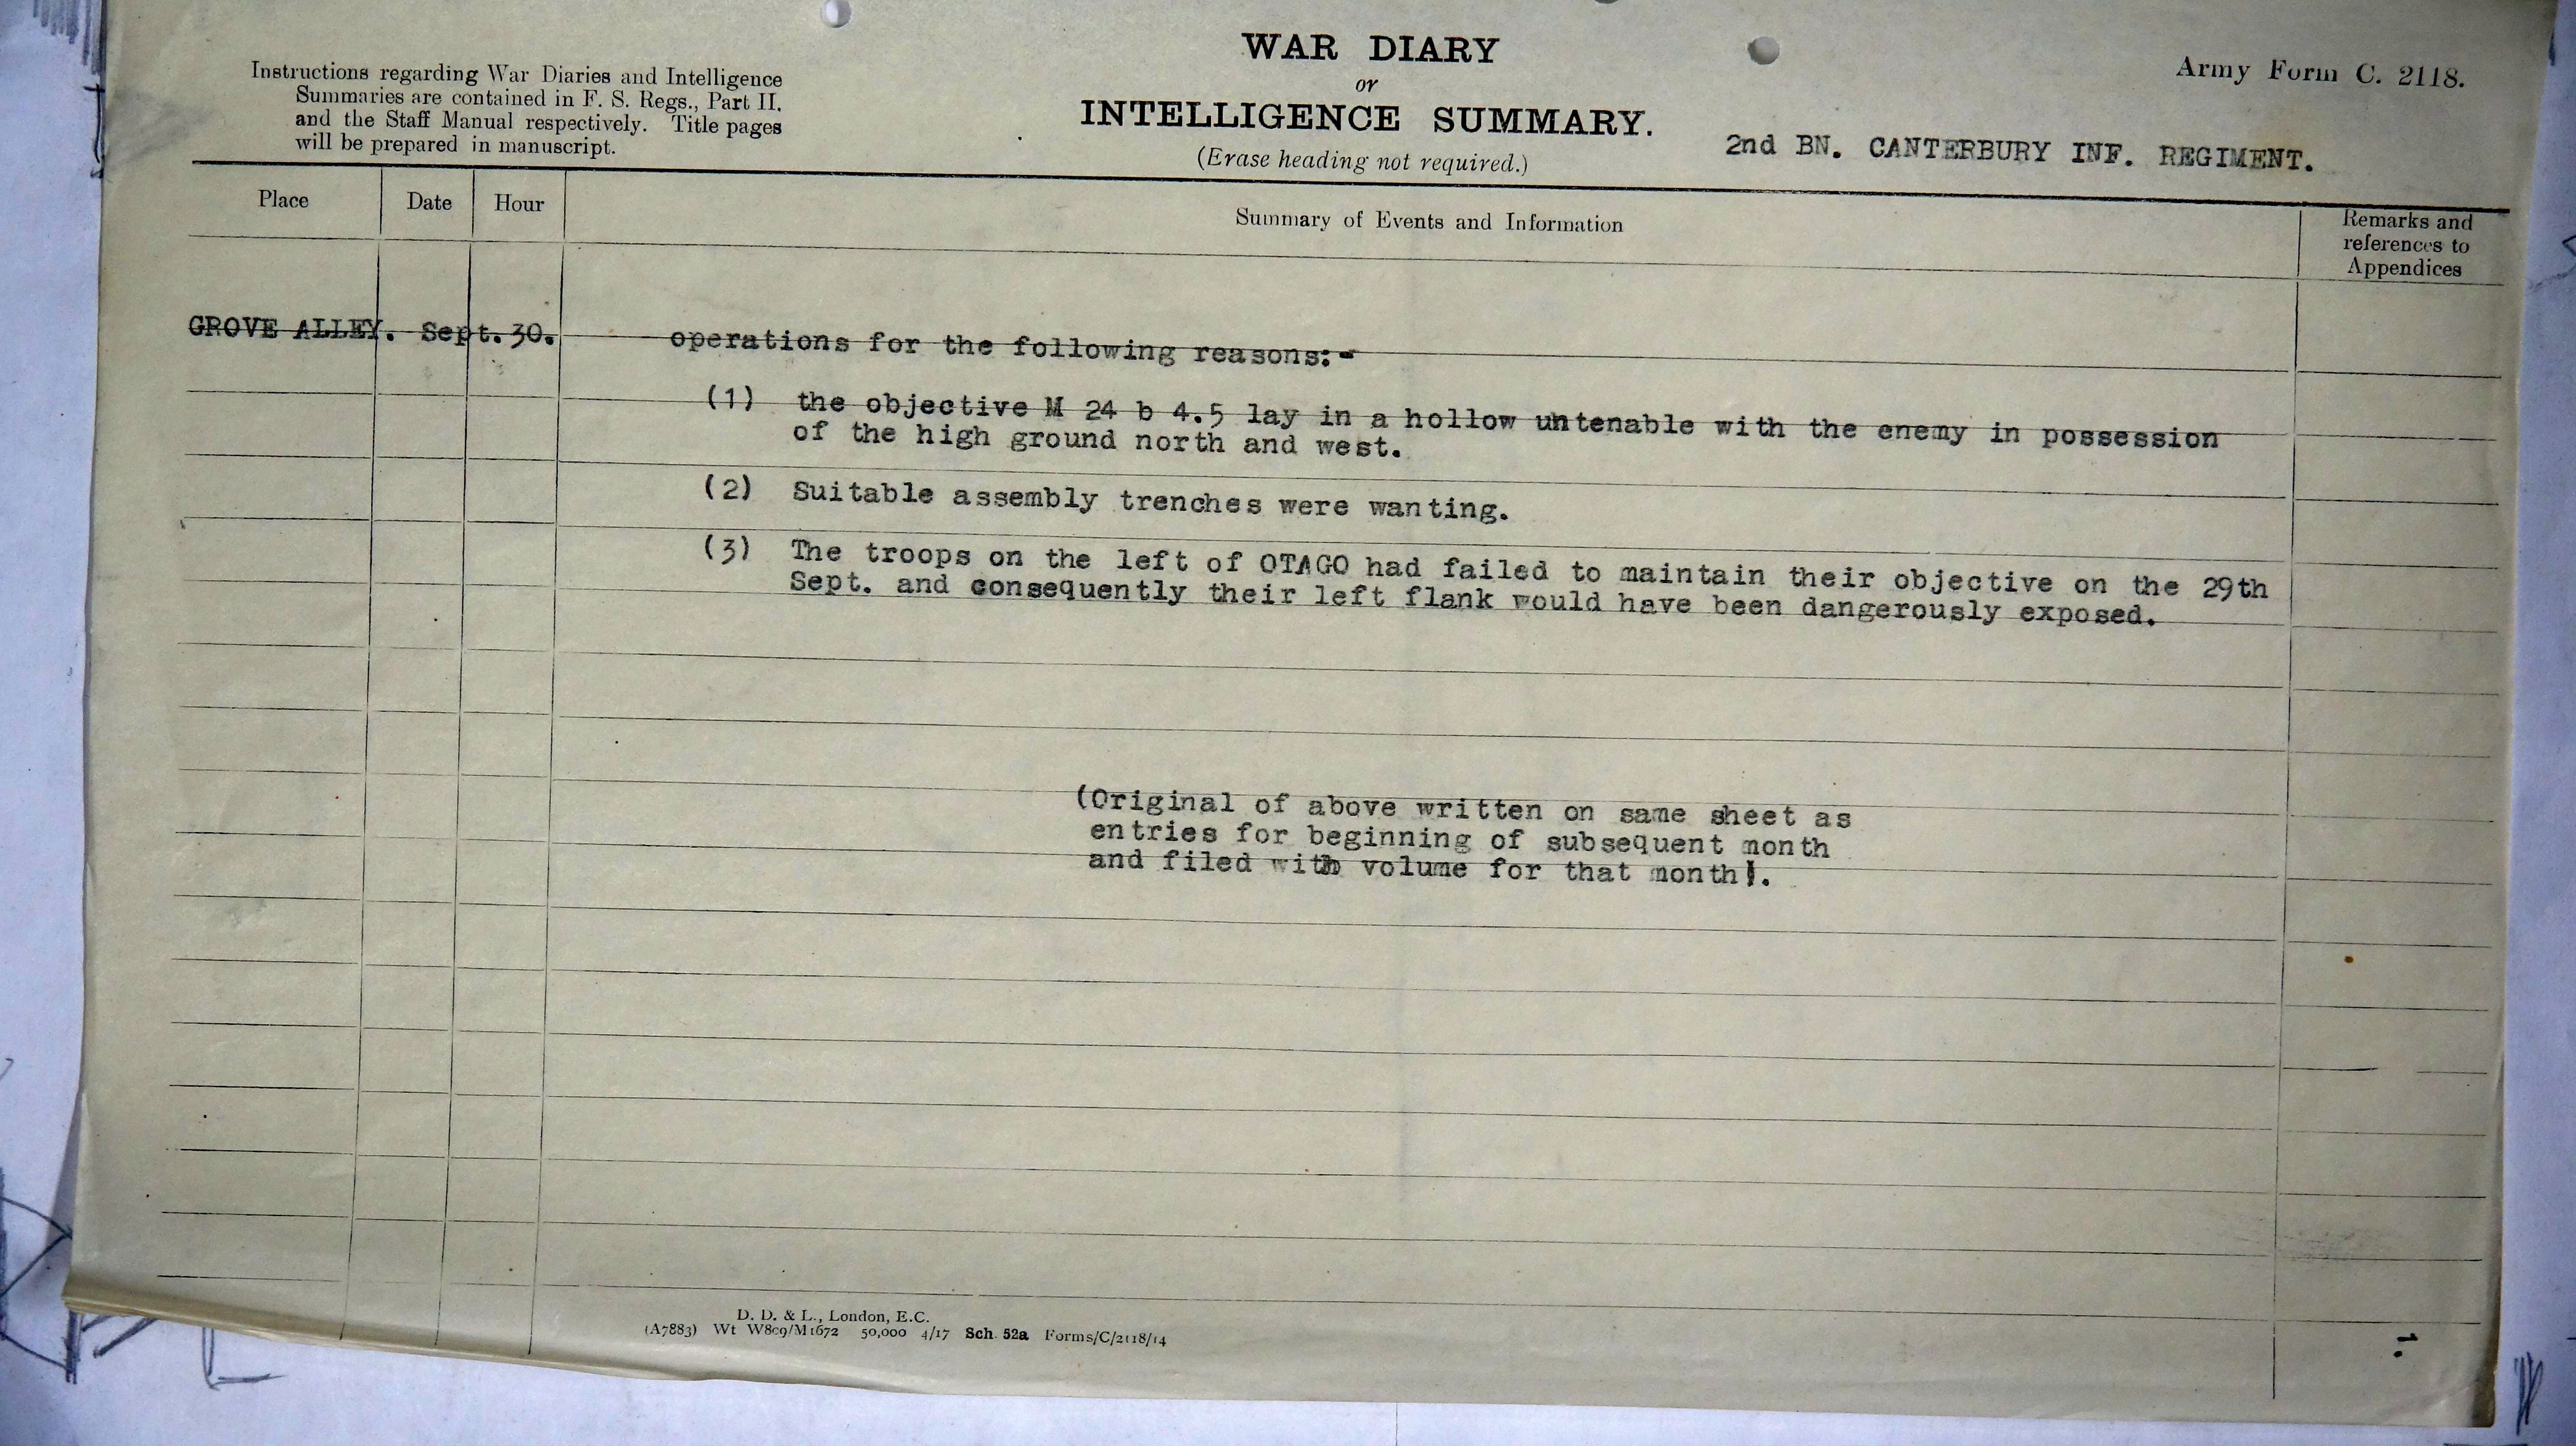 WAR DIARY
or
INTELLIGENCE SUMMARY.
(Erase heading not required.)
Instructions regarding War Diaries and Intelligence
Summaries are contained in F. S. Regs., Part II.
and the Staff Manual respectively. Title pages
will be prepared in manuscript.
Army Form C. 2118.
2nd BN. CANTERBURY INF. REGIMENT.
Place Date Hour Summary of Events and Information Remarks and
references to
Appendices
GROVE ALLEY. Sept. 30. operations for the following reasons:-
(1) the objective M 24 b 4.5 lay in a hollow untenable with the enemy in possession
of the high ground north and west.
(2) Suitable assembly trenches were wanting.
(3) The troops on the left of OTAGO had failed to maintain their objective on the 29th
Sept. and consequently their left flank would have been dangerously exposed.
(Original of above written on same sheet as
entries for beginning of subsequent month
and filed with volume for that month).
D. D. & L., London, E.C.
(A7883) Wt W809/M1672 50,000 4/17 Sch. 52a Forms/C/2118/14
1.